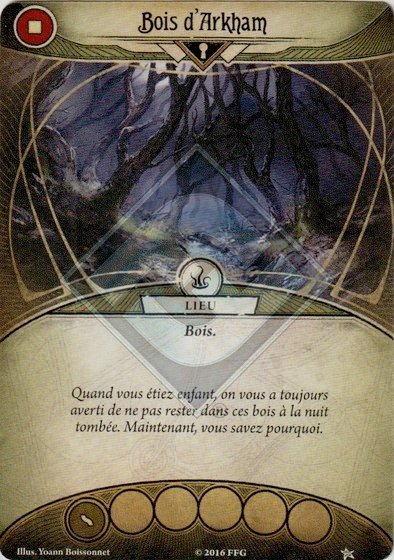 Bois d'Arkham
LIEU
Bois.
Quand vous étiez enfant, on vous a toujours
averti de ne pas rester dans ces bois à la nuit
tombée. Maintenant, vous savez pourquoi.
Illus. Yoann Boissonnet
© 2016 FFG